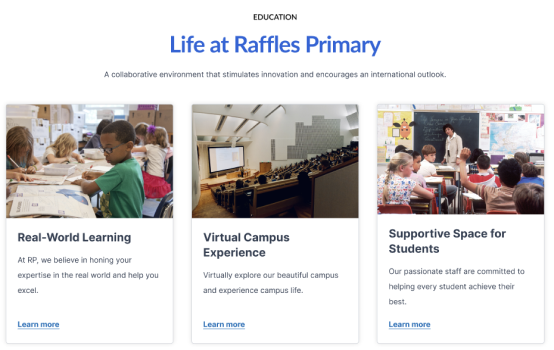 EDUCATION
Life at Raffles Primary
A collaborative environment that stimulates innovation and encourages an international outlook.
Real-World Learning
At RP, we believe in honing your
expertise in the real world and help you
excel.
Learn more
Virtual Campus
Experience
Virtually explore our beautiful campus
and experience campus life.
Learn more
Supportive Space for
Students
Our passionate staff are committed to
helping every student achieve their
best.
Learn more